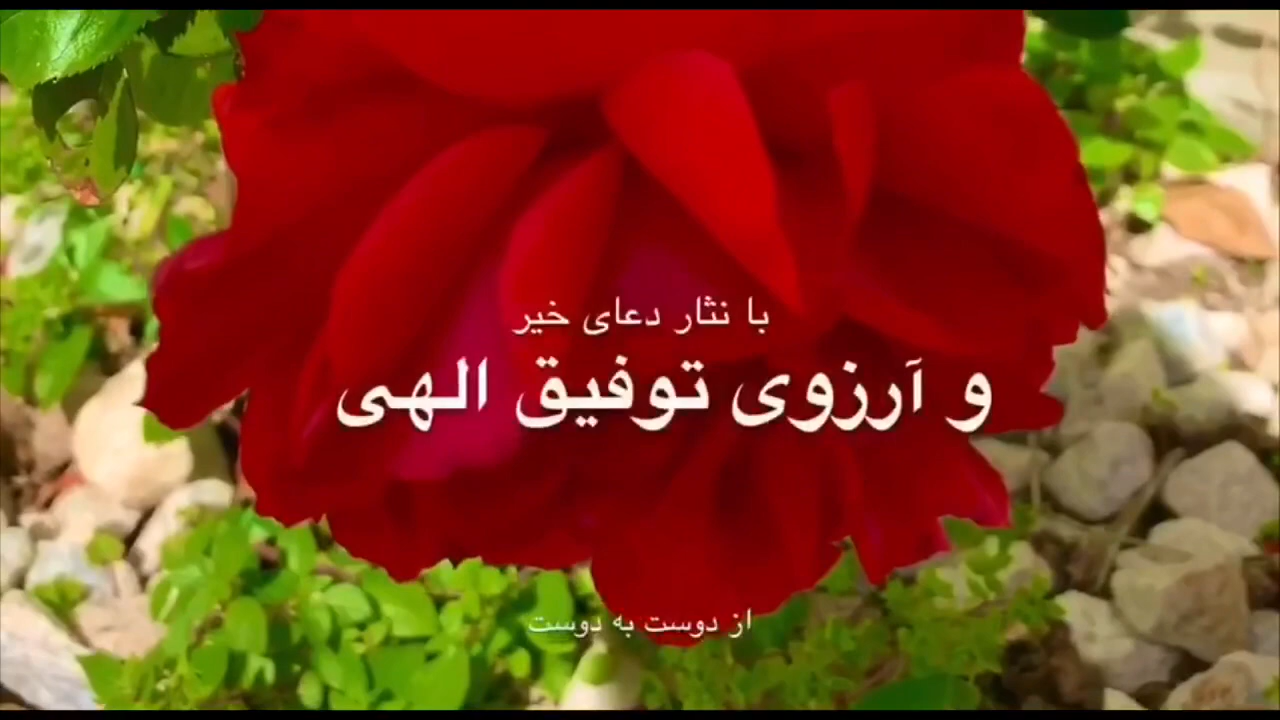 با نثار دعای خیر
و آرزوی توفیق الهی
از دوست به دوست